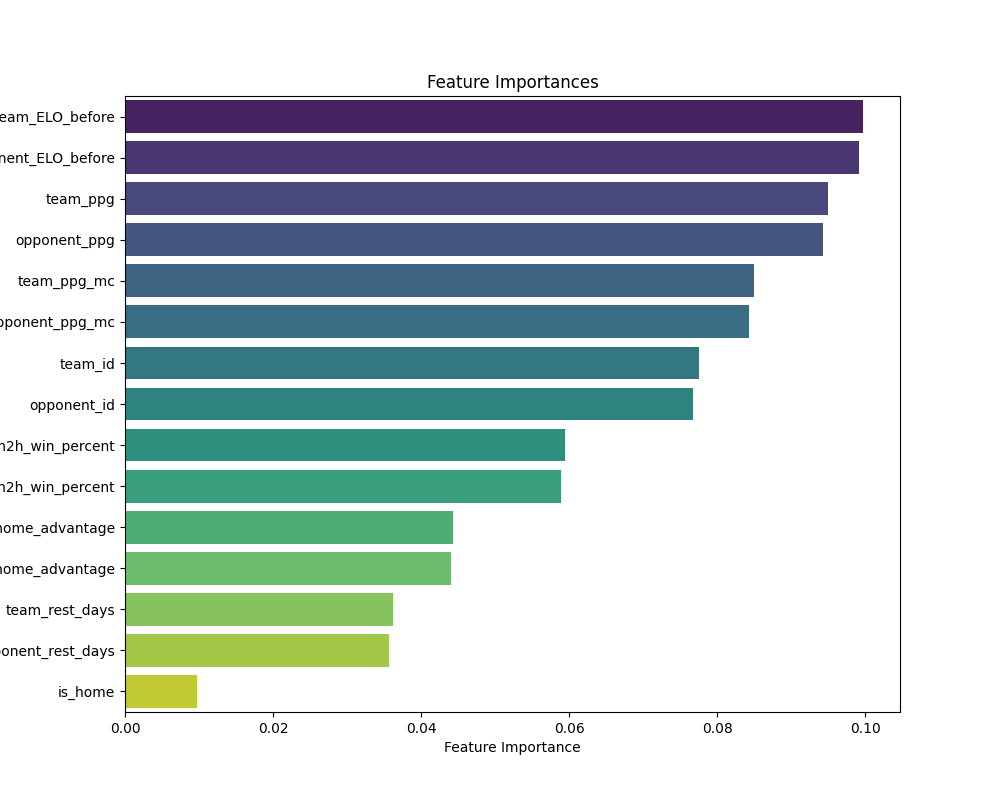 Feature Importances
eam_ELO_before
nent_ELO_before
team_ppg
opponent_ppg
team_ppg_mc
pponent_ppg_mc
team_id
opponent_id
h2h_win_percent
h2h_win_percent
home_advantage
home_advantage
team_rest_days
ponent_rest_days
is_home
0.00 0.02 0.04 0.06 0.08 0.10
Feature Importance